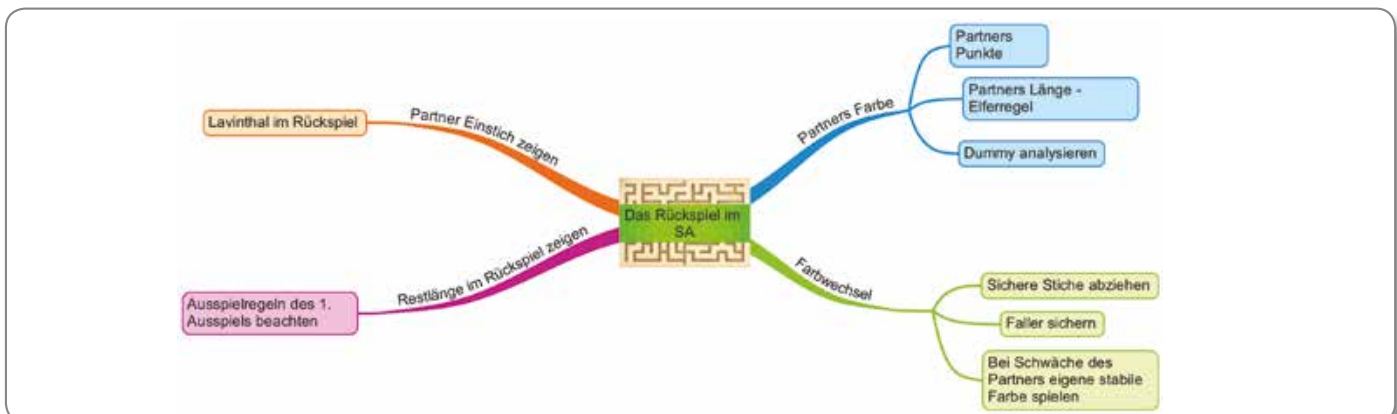 Das Rückspiel im
SA
Partner Einstich zeigen
Lavinthal im Rückspiel
Restlänge im Rückspiel zeigen
Ausspielregeln des 1.
Ausspiels beachten
Partners Farbe
Partners
Punkte
Partners Länge -
Elferregel
Dummy analysieren
Farbwechsel
Sichere Stiche abziehen
Faller sichern
Bei Schwäche des
Partners eigene stabile
Farbe spielen